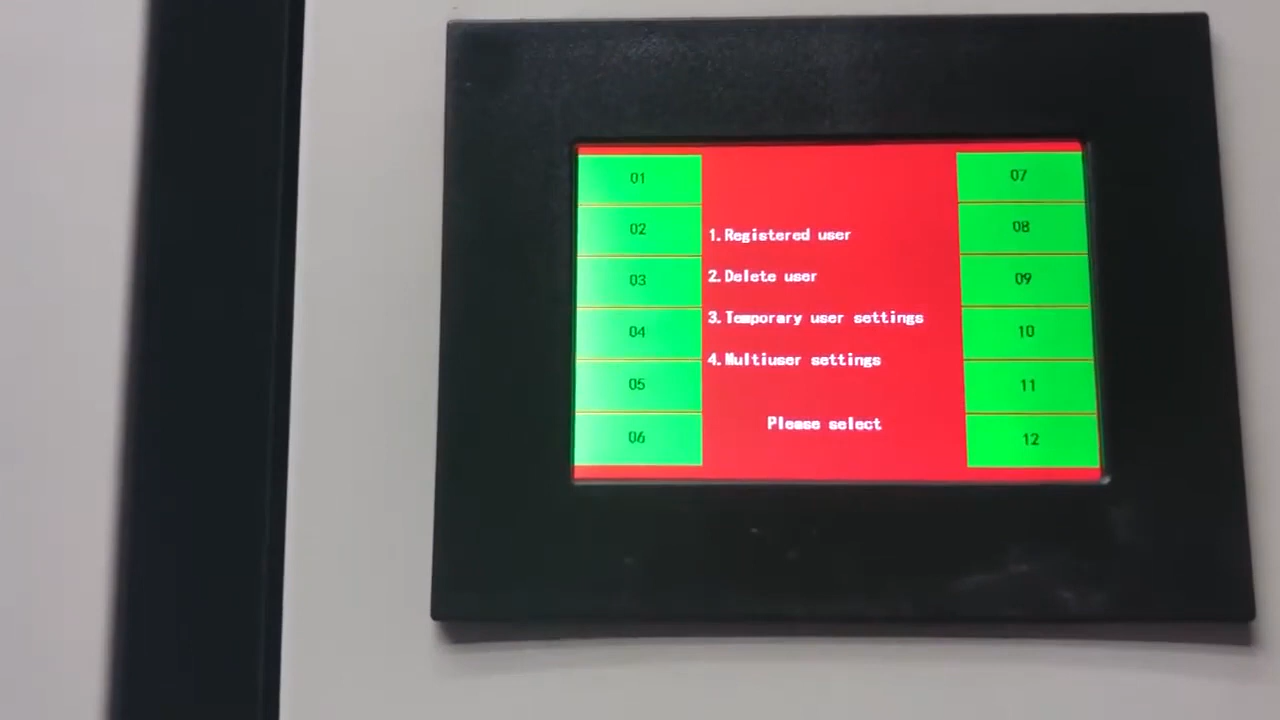 01
02
03
04
05
06
1.Registered user
2.Delete user
3.Temporary user settings
4.Multiuser settings
Please select
07
08
09
10
11
12